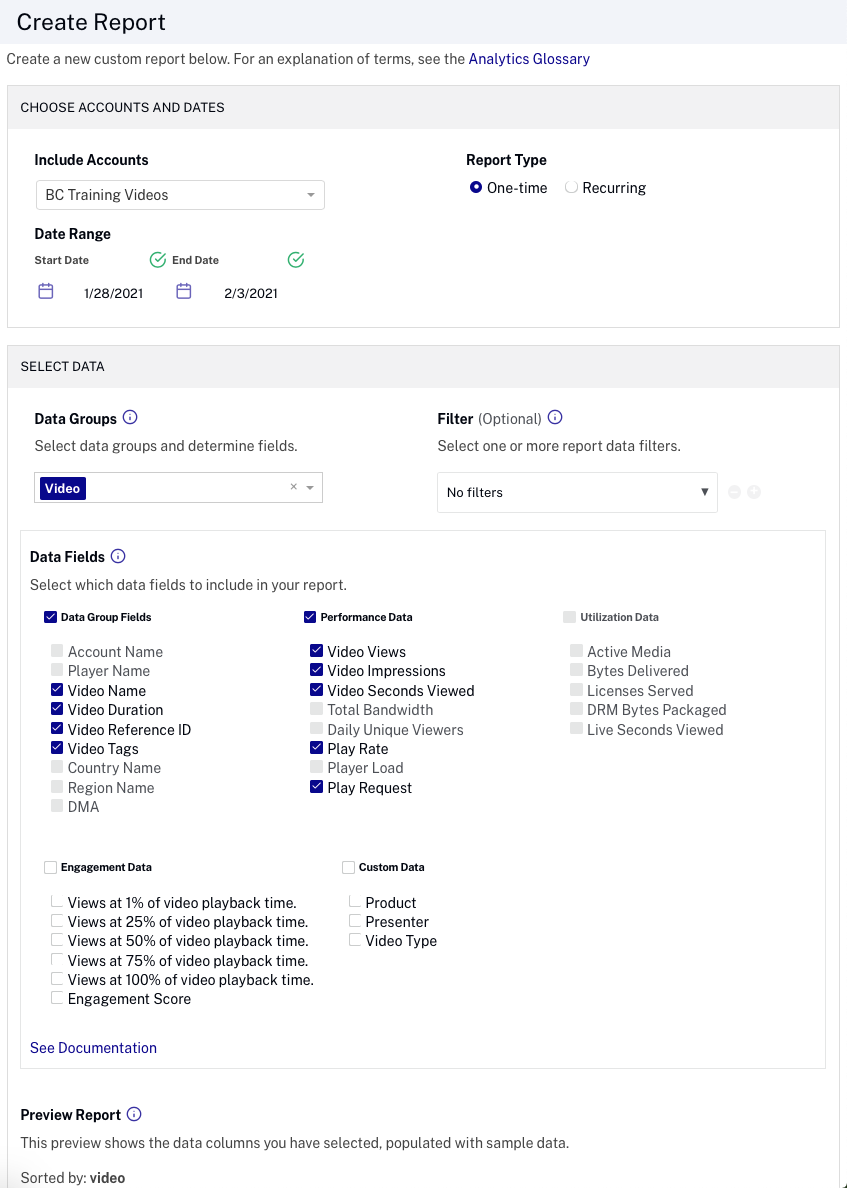 Create Report
Create a new custom report below. For an explanation of terms, see the Analytics Glossary
CHOOSE ACCOUNTS AND DATES
Include Accounts
BC Training Videos
Report Type
One-time Recurring
Date Range
Start Date End Date
1/28/2021 2/3/2021
SELECT DATA
Data Groups
Select data groups and determine fields.
Video
Filter (Optional)
Select one or more report data filters.
No filters
Data Fields
Select which data fields to include in your report.
Data Group Fields
Account Name
Player Name
Video Name
Video Duration
Video Reference ID
Video Tags
Country Name
Region Name
DMA
Performance Data
Video Views
Video Impressions
Video Seconds Viewed
Total Bandwidth
Daily Unique Viewers
Play Rate
Player Load
Play Request
Utilization Data
Active Media
Bytes Delivered
Licenses Served
DRM Bytes Packaged
Live Seconds Viewed
Engagement Data
Views at 1% of video playback time.
Views at 25% of video playback time.
Views at 50% of video playback time.
Views at 75% of video playback time.
Views at 100% of video playback time.
Engagement Score
Custom Data
Product
Presenter
Video Type
See Documentation
Preview Report
This preview shows the data columns you have selected, populated with sample data.
Sorted by: video